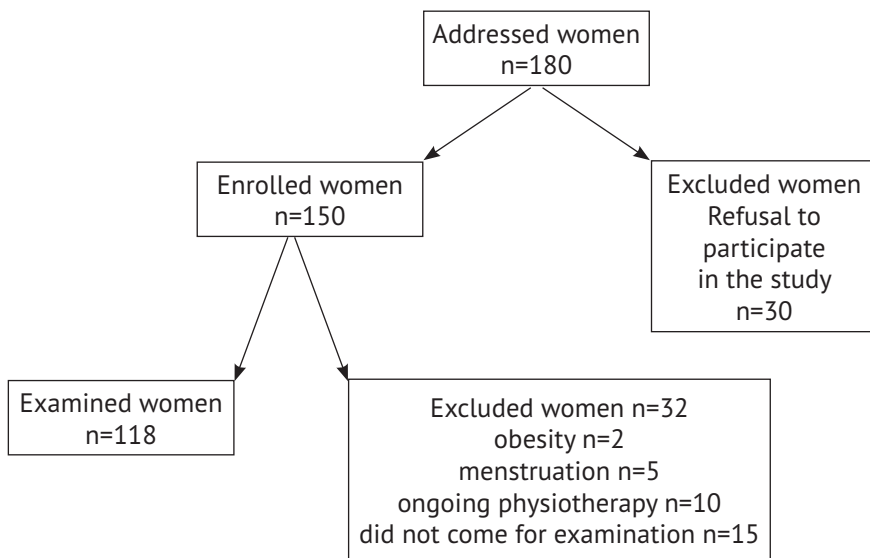 Addressed women
n=180
Enrolled women
n=150
Excluded women
Refusal to
participate
in the study
n=30
Examined women
n=118
Excluded women n=32
obesity n=2
menstruation n=5
ongoing physiotherapy n=10
did not come for examination n=15